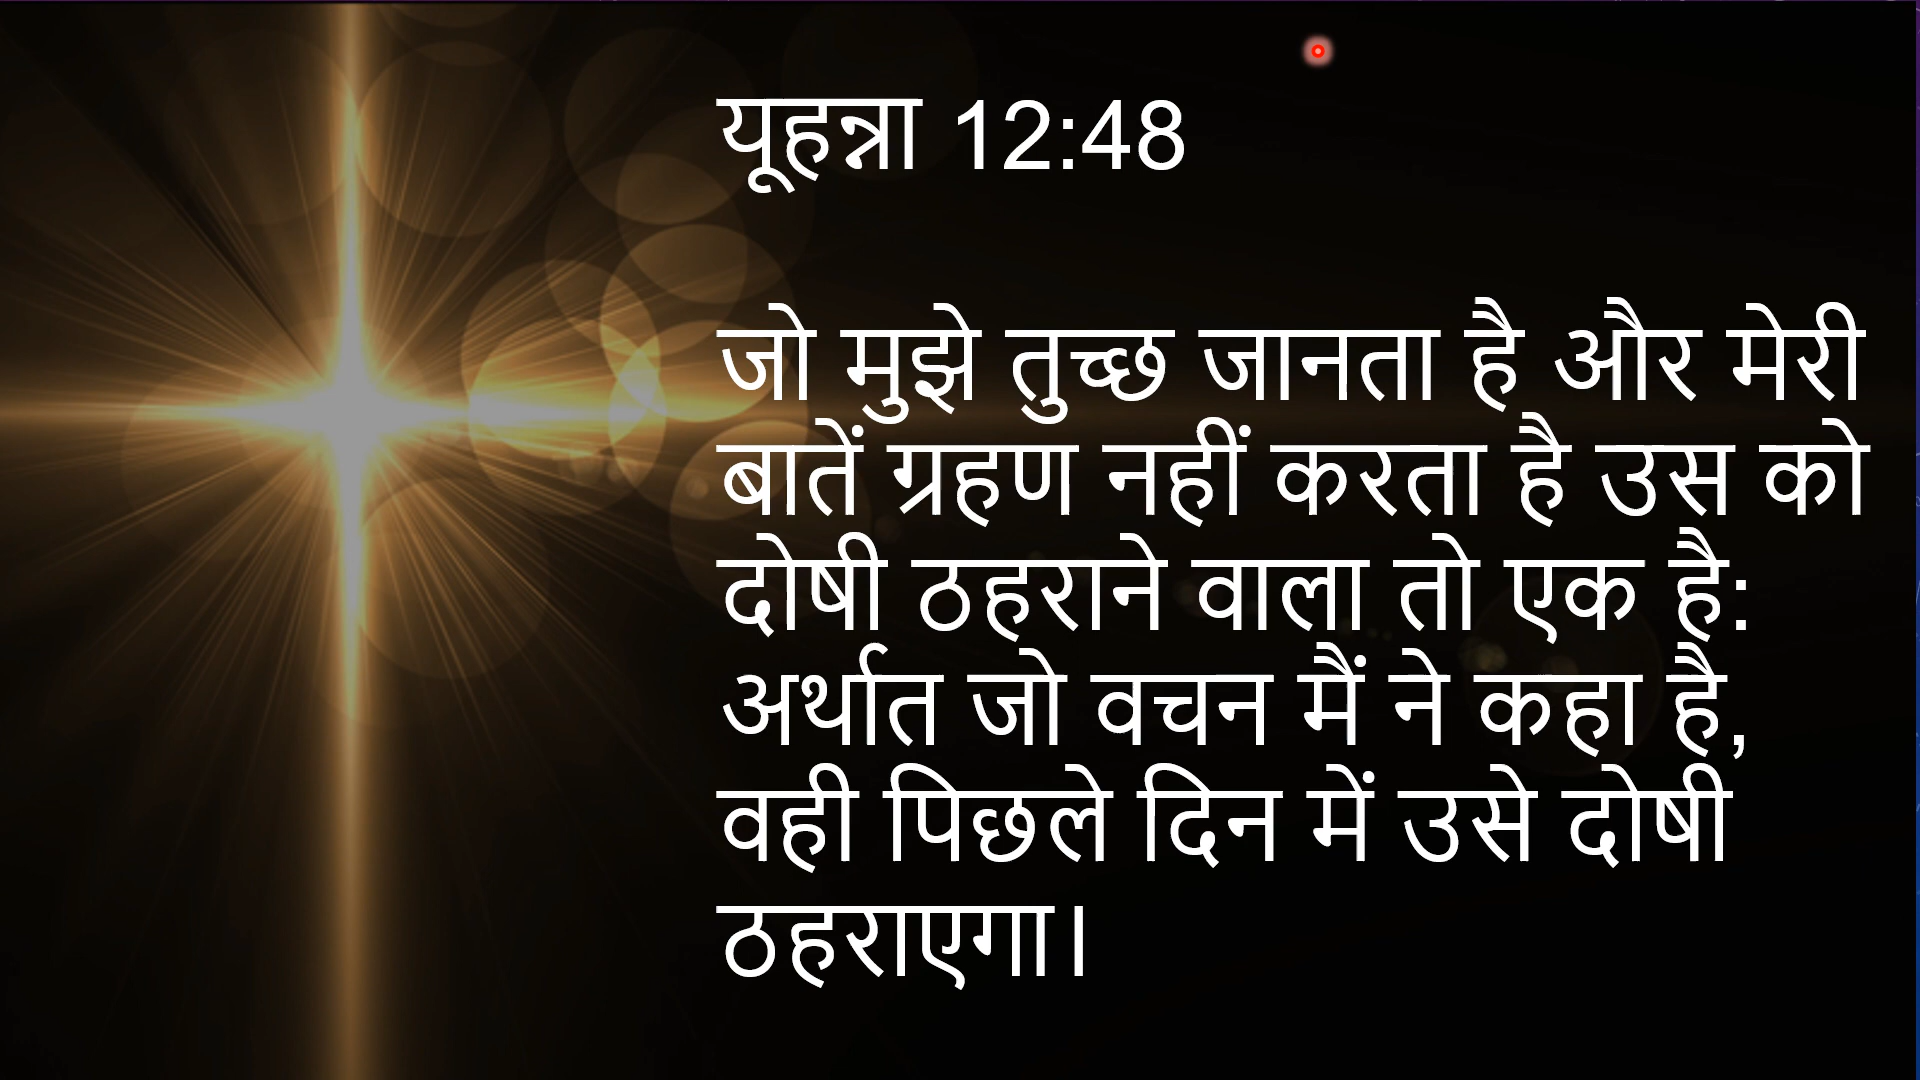 यूहन्ना 12:48
जो मुझे तुच्छ जानता है और मेरी
बातें ग्रहण नहीं करता है उस को
दोषी ठहराने वाला तो एक है:
अर्थात जो वचन मैं ने कहा है,
वही पिछले दिन में उसे दोषी
ठहराएगा।